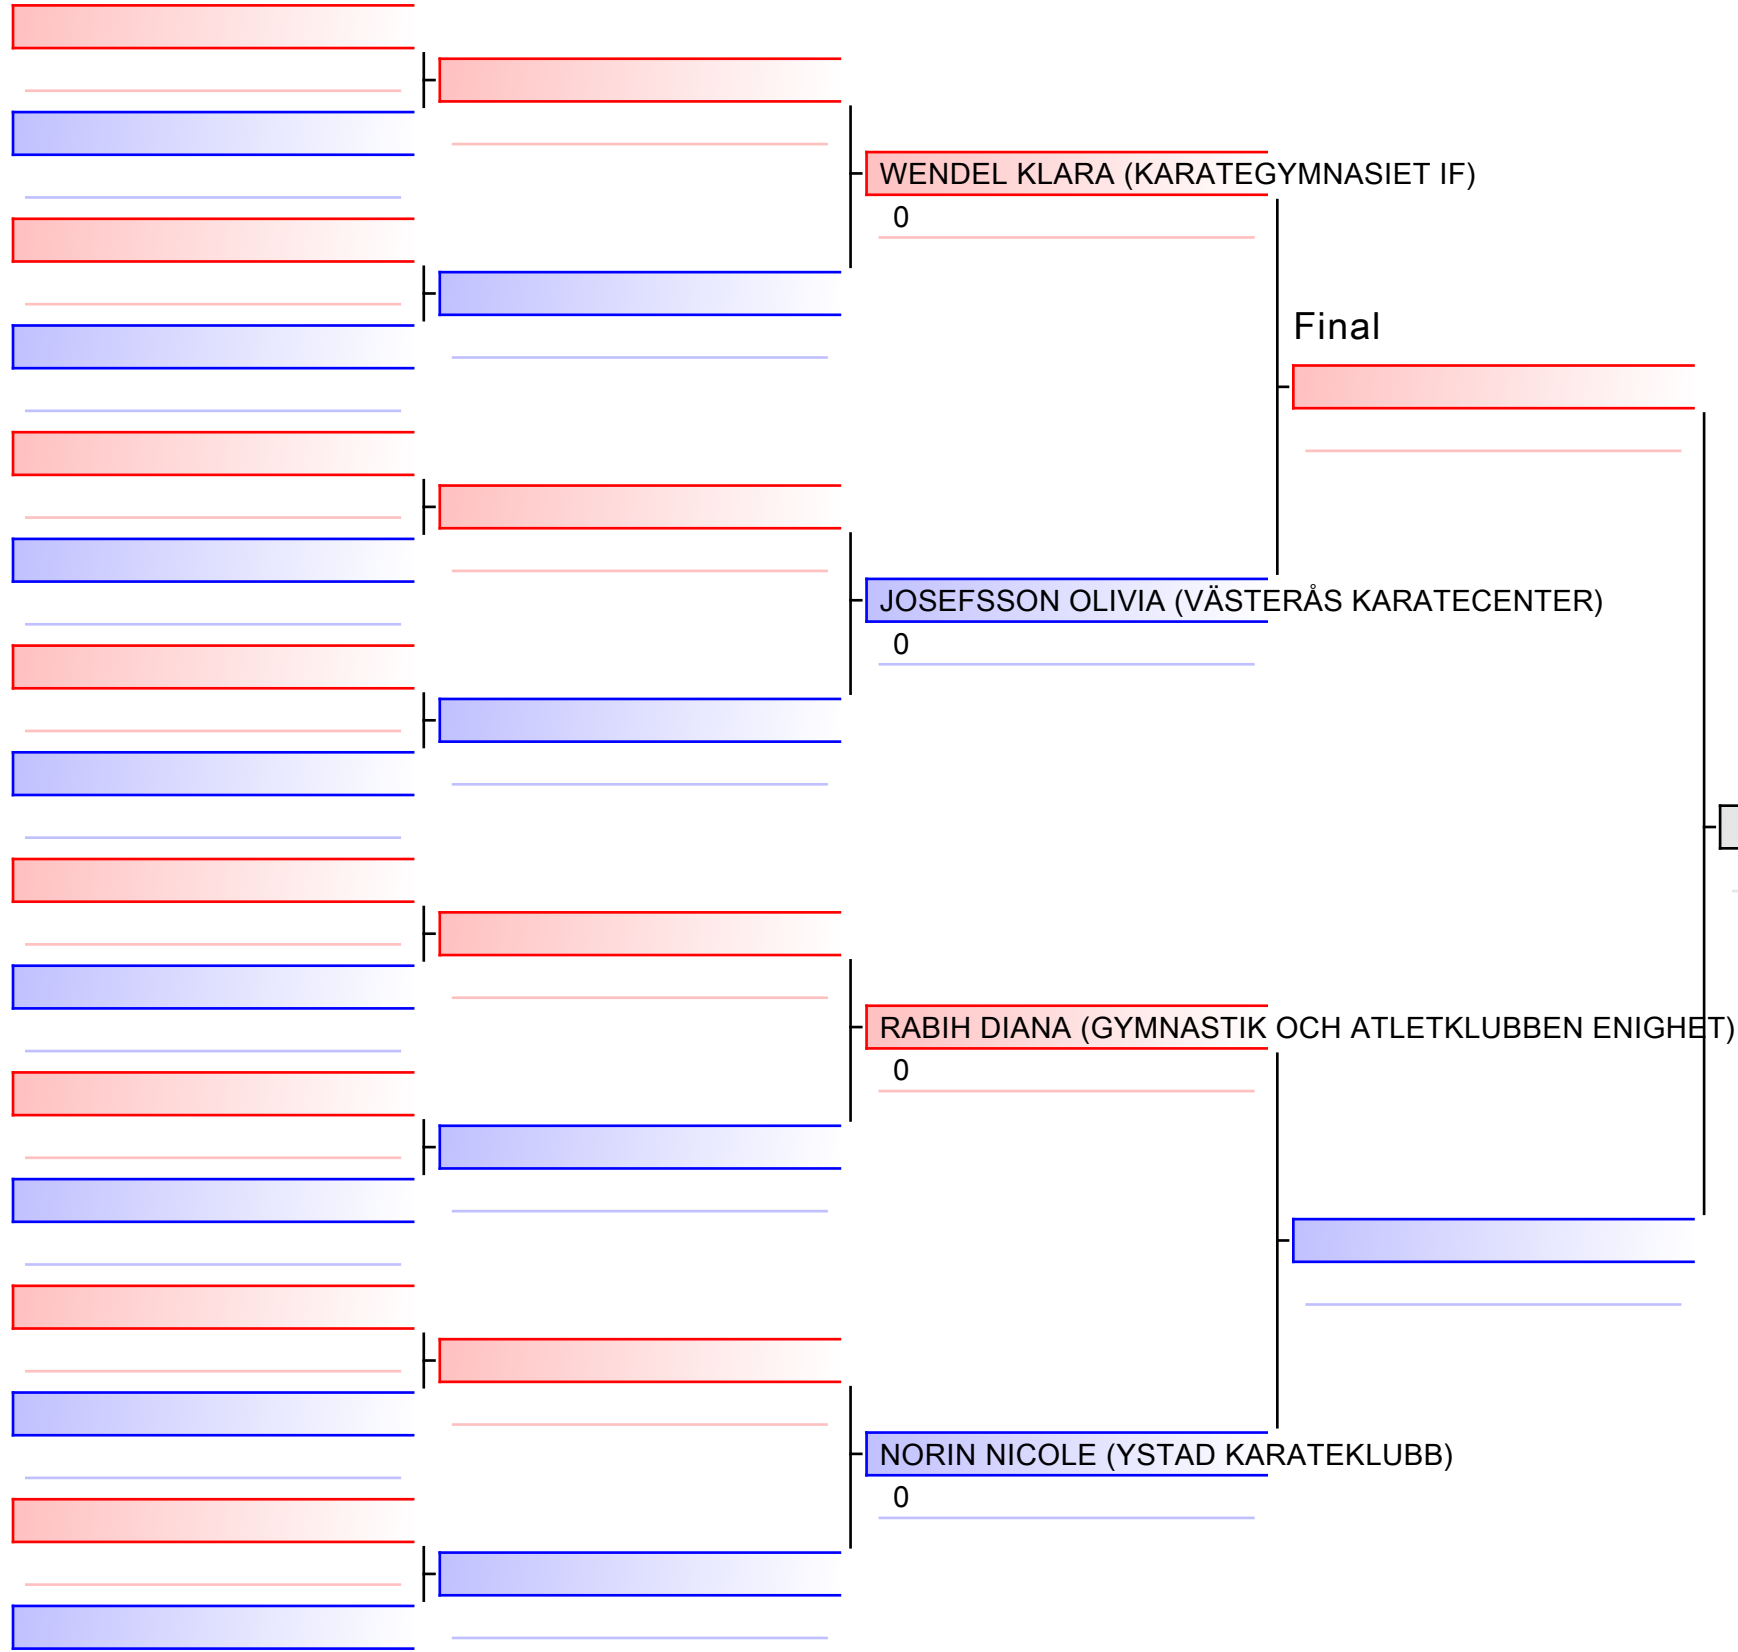 WENDEL KLARA (KARATEGYMNASIET IF)
0
Final
JOSEFSSON OLIVIA (VÄSTERÅS KARATECENTER)
0
RABIH DIANA (GYMNASTIK OCH ATLETKLUBBEN ENIGHET)
0
NORIN NICOLE (YSTAD KARATEKLUBB)
0